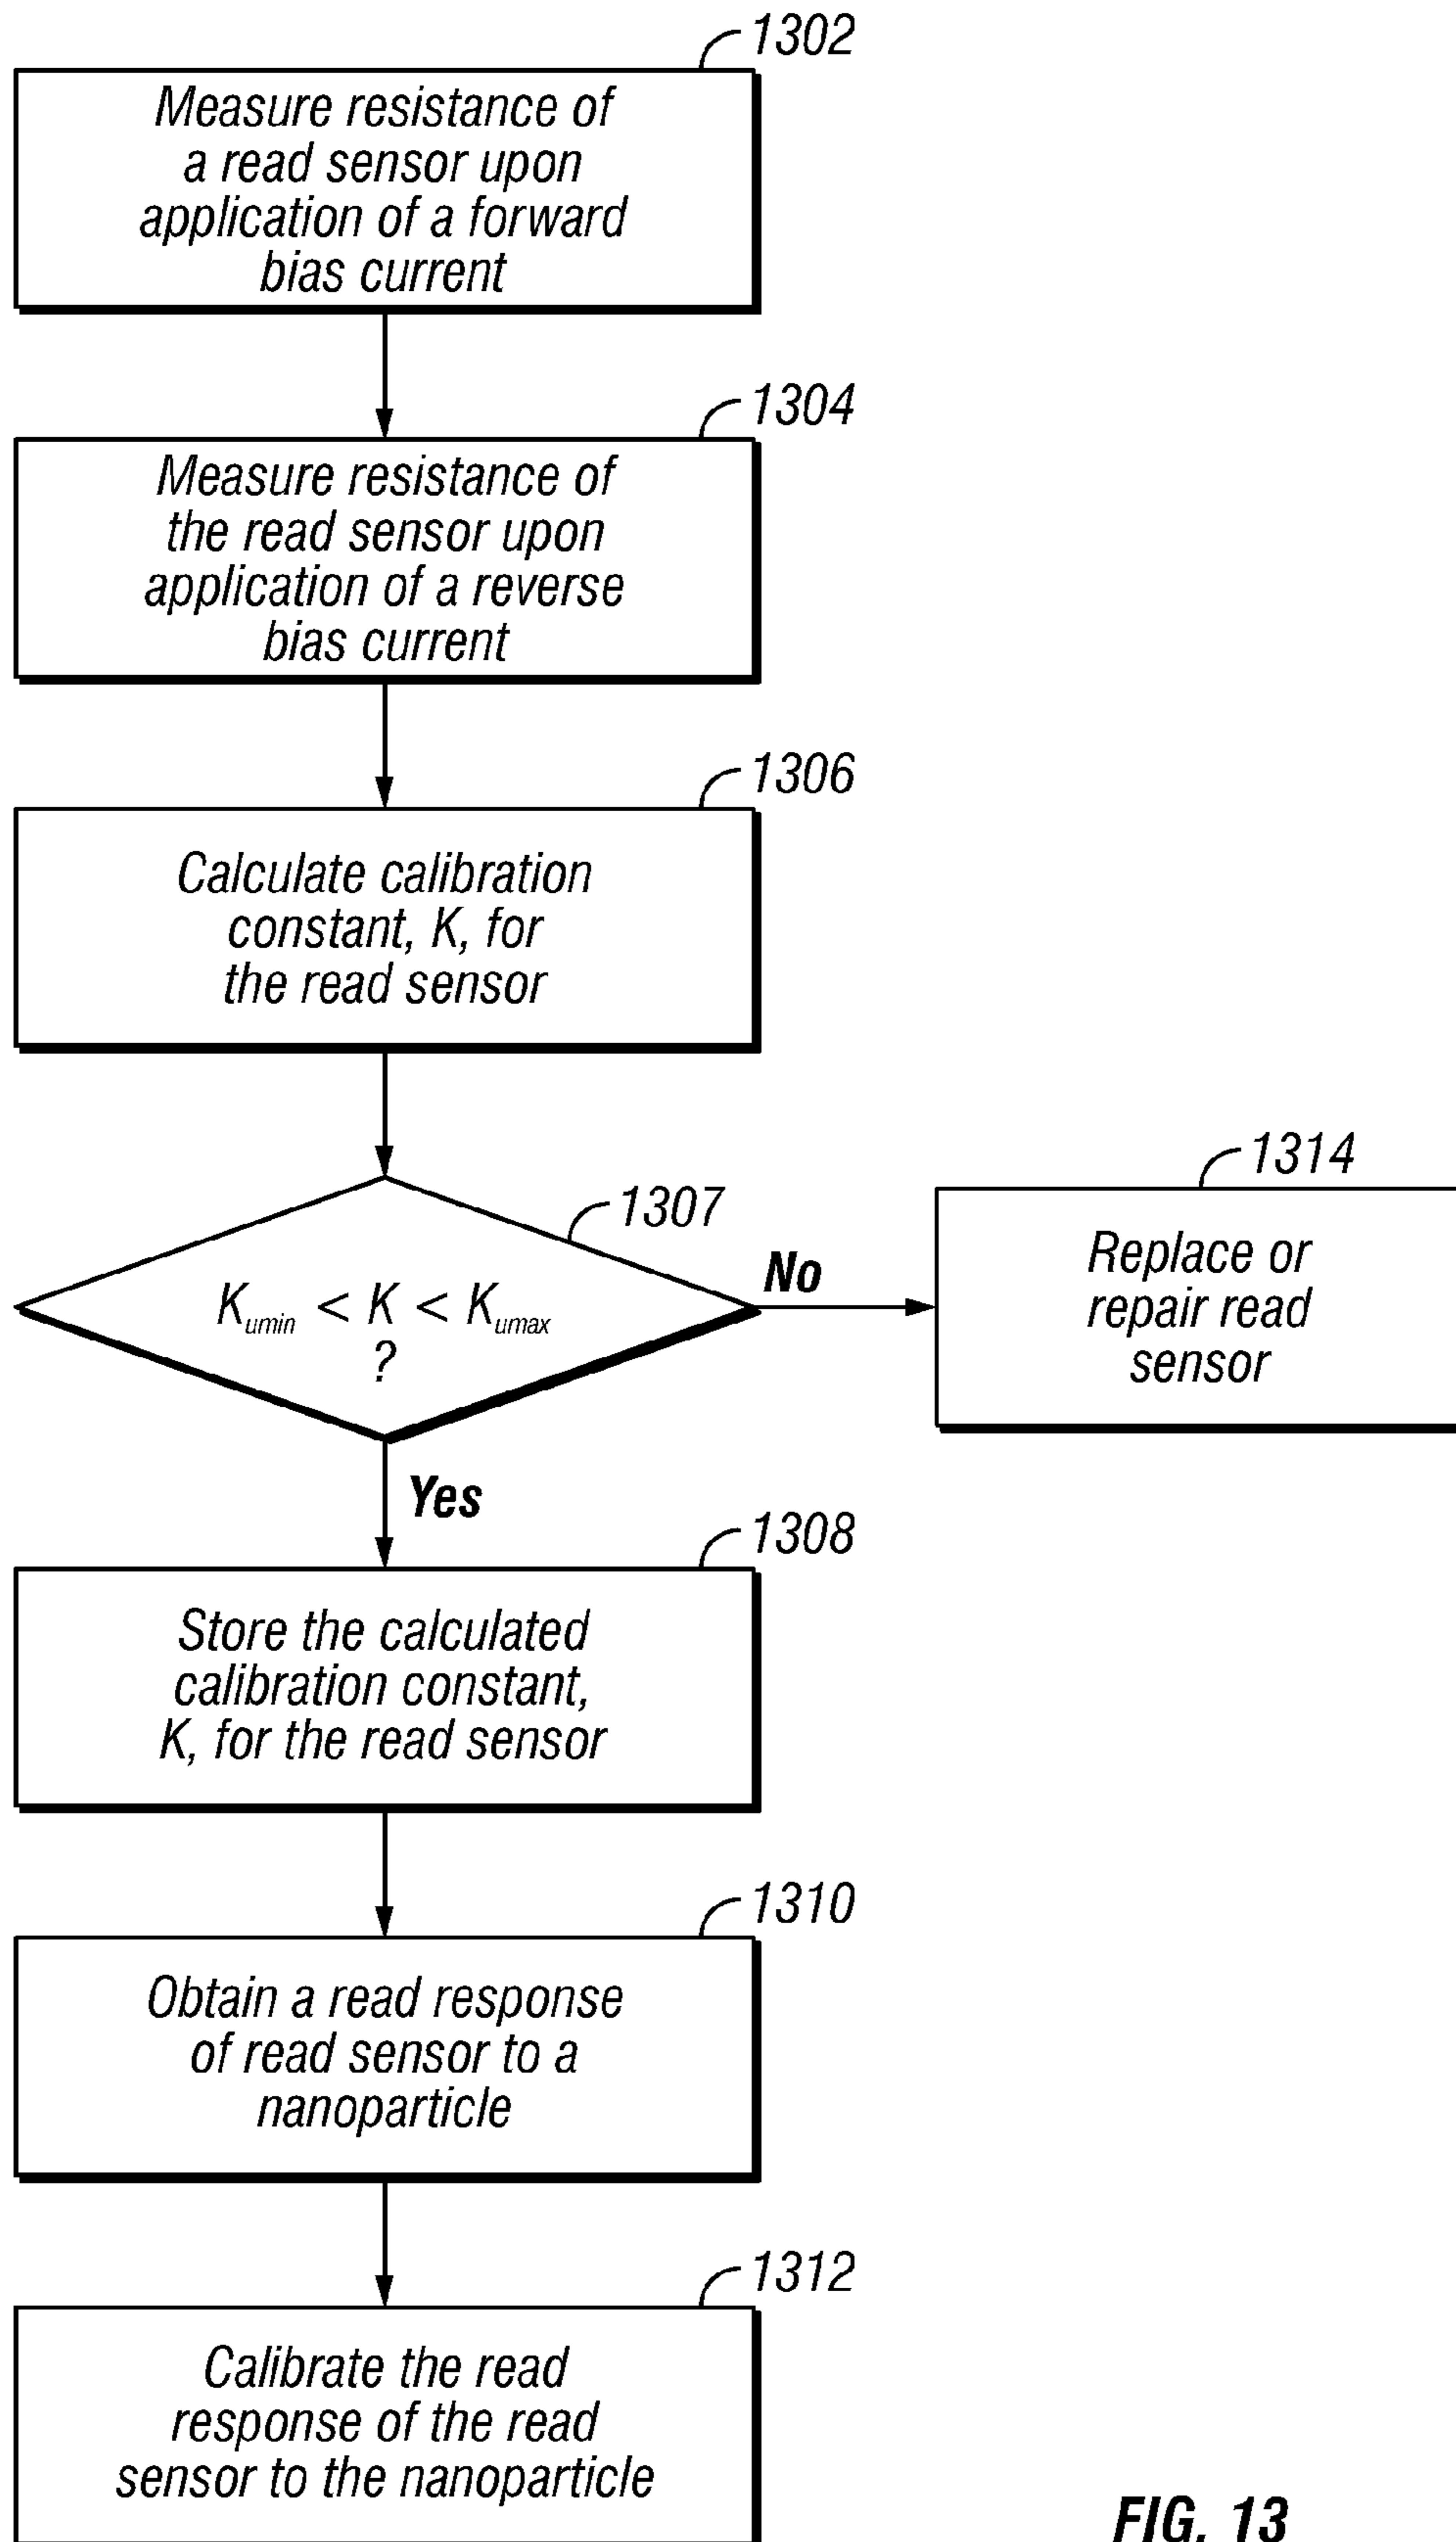 1302
Measure resistance of
a read sensor upon
application of a forward
bias current
1304
Measure resistance of
the read sensor upon
application of a reverse
bias current
1306
Calculate calibration
constant, K, for
the read sensor
1307
K_umin < K < K_umax
?
No
1314
Replace or
repair read
sensor
Yes
1308
Store the calculated
calibration constant,
K, for the read sensor
1310
Obtain a read response
of read sensor to a
nanoparticle
1312
Calibrate the read
response of the read
sensor to the nanoparticle
FIG. 13